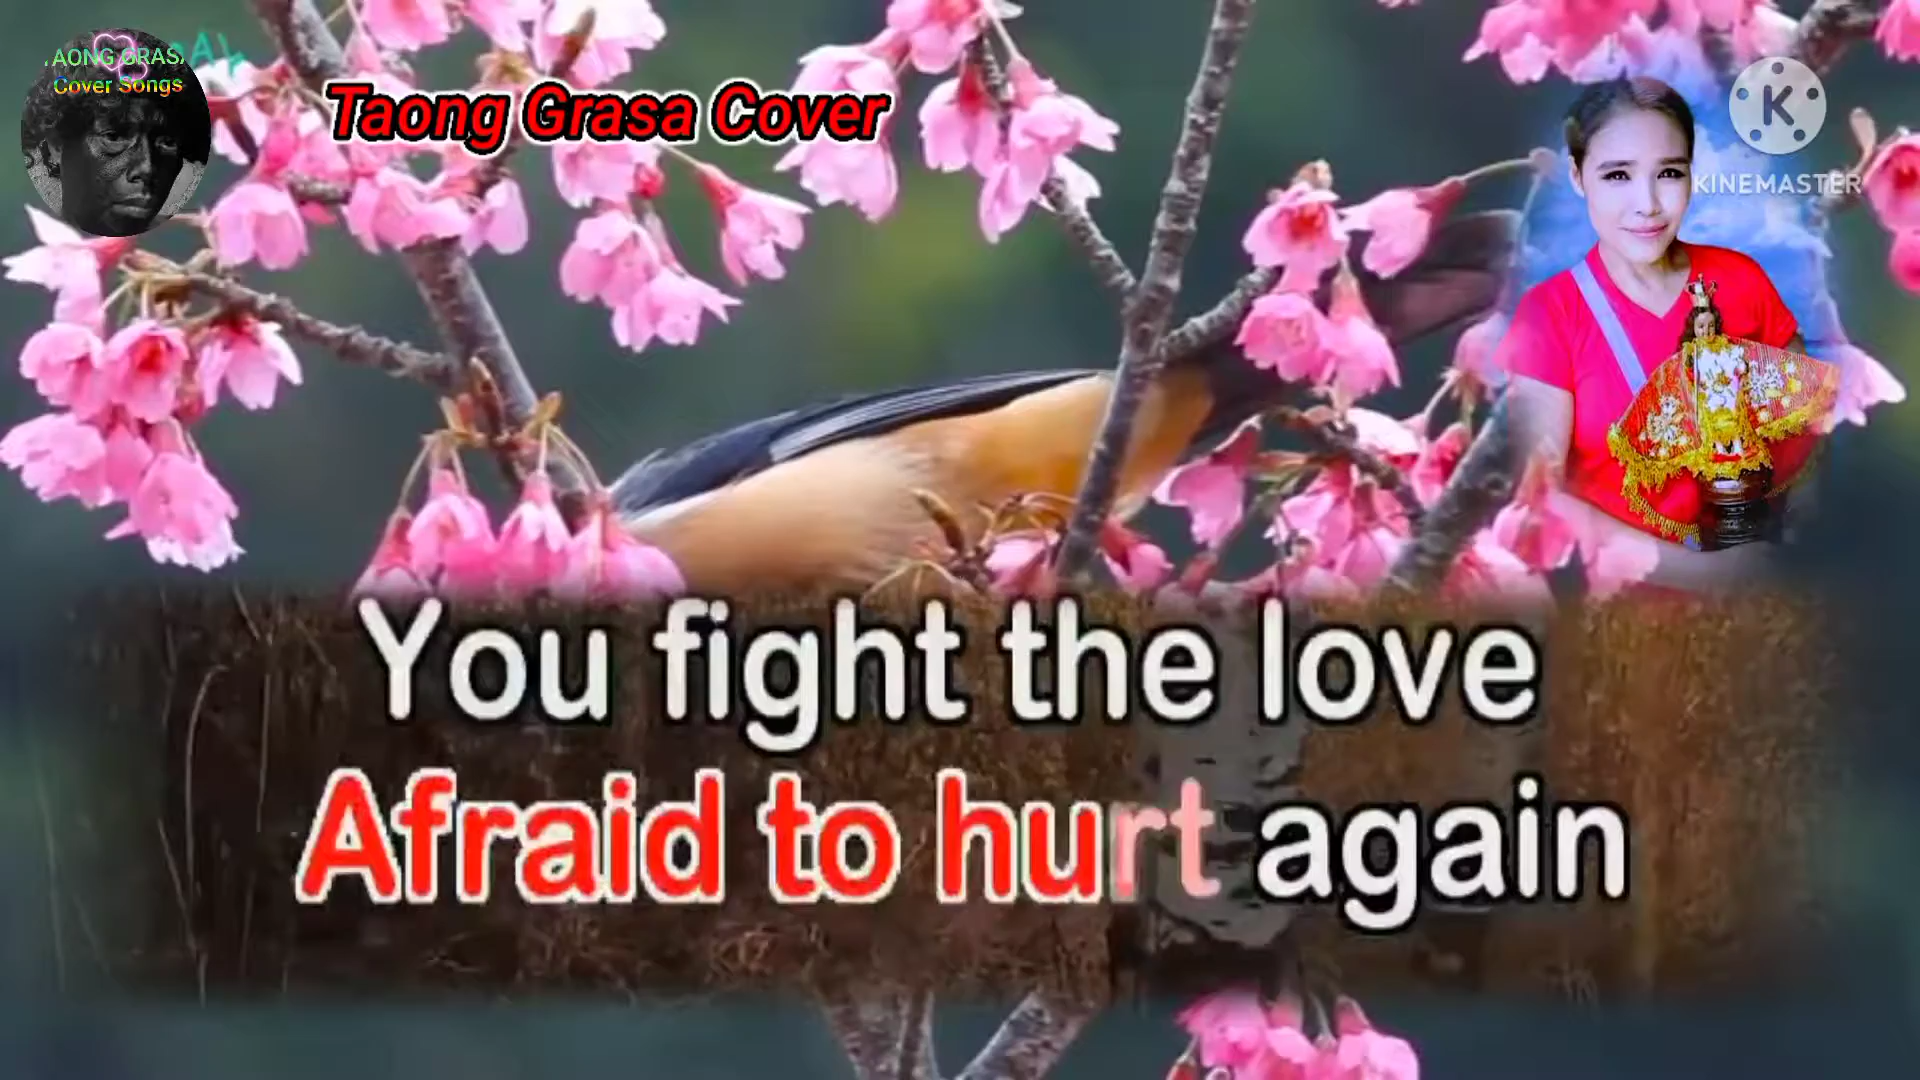 AONG GRAS
Cover Songs
Taong Grasa Cover
KINEMASTER
You fight the love
Afraid to hurt again